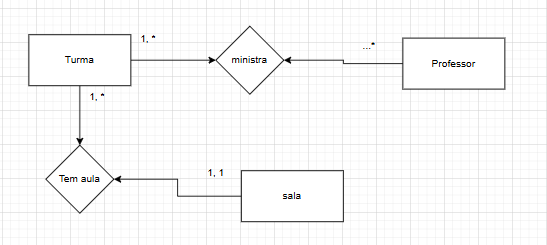 1, *
...*
Turma
ministra
Professor
1, *
Tem aula
1, 1
sala